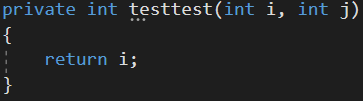 private int testtest(int i, int j)
{
    return i;
}